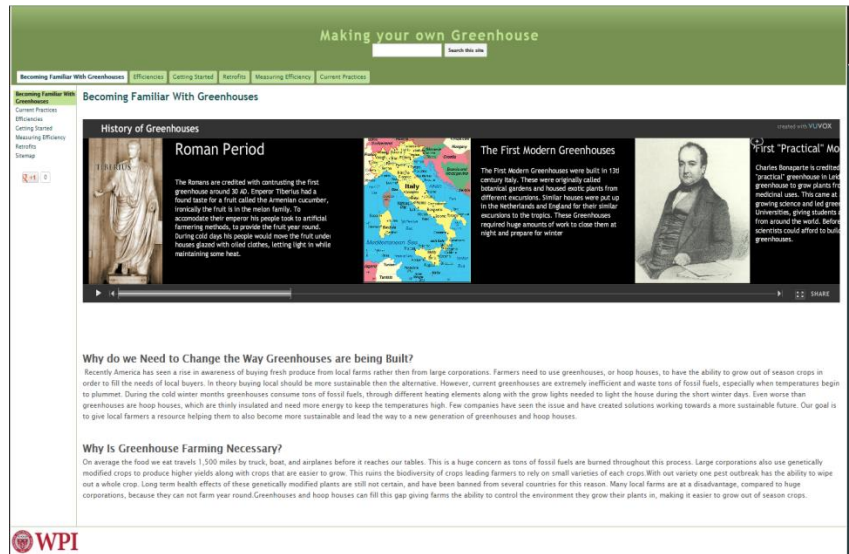 Making your own Greenhouse
Search this site
Becoming Familiar With Greenhouses
Efficiencies
Getting Started
Retrofits
Measuring Efficiency
Current Practices
Becoming Familiar With
Greenhouses
Current Practices
Efficiencies
Getting Started
Measuring Efficiency
Retrofits
Sitemap
+1 0
Becoming Familiar With Greenhouses
History of Greenhouses
created with VUVOX
TIBERIUS
Roman Period
The Romans are credited with contrusting the first
greenhouse around 30 AD. Emperor Tiberius had a
found taste for a fruit called the Armenian cucumber,
ironically the fruit is in the melon family. To
accomodate their emperor his people took to artificial
farmering methods, to provide the fruit year round.
During cold days his people would move the fruit under
houses glazed with oiled clothes, letting light in while
maintaining some heat.
Italy
Mediterranean Sea
Tunisia
The First Modern Greenhouses
The First Modern Greenhouses were built in 13tl
century Italy. These were originally called
botanical gardens and housed exotic plants from
different excursions. Similar houses were put up
in the Netherlands and England for their similar
excursions to the tropics. These Greenhouses
required huge amounts of work to close them at
night and prepare for winter
First "Practical" Mo
Charles Bonaparte is credited
"practical" greenhouse in Leid
greenhouse to grow plants fro
medicinal uses. This came at
growing science and led gree
Universities, giving students a
from around the world. Before
scientists could afford to build
greenhouses.
SHARE
Why do we Need to Change the Way Greenhouses are being Built?
Recently America has seen a rise in awareness of buying fresh produce from local farms rather then from large corporations. Farmers need to use greenhouses, or hoop houses, to have the ability to grow out of season crops in
order to fill the needs of local buyers. In theory buying local should be more sustainable then the alternative. However, current greenhouses are extremely inefficient and waste tons of fossil fuels, especially when temperatures begin
to plummet. During the cold winter months greenhouses consume tons of fossil fuels, through different heating elements along with the grow lights needed to light the house during the short winter days. Even worse than
greenhouses are hoop houses, which are thinly insulated and need more energy to keep the temperatures high. Few companies have seen the issue and have created solutions working towards a more sustainable future. Our goal is
to give local farmers a resource helping them to also become more sustainable and lead the way to a new generation of greenhouses and hoop houses.
Why Is Greenhouse Farming Necessary?
On average the food we eat travels 1,500 miles by truck, boat, and airplanes before it reaches our tables. This is a huge concern as tons of fossil fuels are burned throughout this process. Large corporations also use genetically
modified crops to produce higher yields along with crops that are easier to grow. This ruins the biodiversity of crops leading farmers to rely on small varieties of each crops.With out variety one pest outbreak has the ability to wipe
out a whole crop. Long term health effects of these genetically modified plants are still not certain, and have been banned from several countries for this reason. Many local farms are at a disadvantage, compared to huge
corporations, because they can not farm year round.Greenhouses and hoop houses can fill this gap giving farms the ability to control the environment they grow their plants in, making it easier to grow out of season crops.
WPI